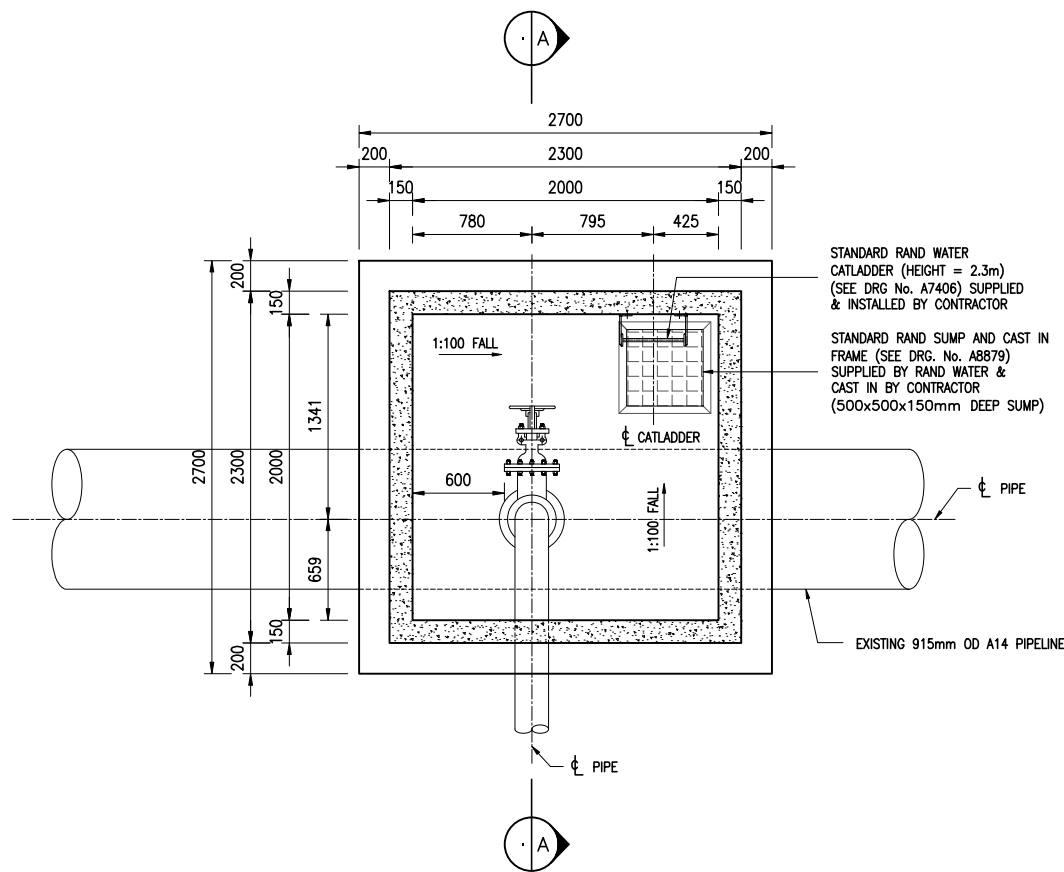 A
2700
200
2300
200
150
2000
150
780
795
425
STANDARD RAND WATER
CATLADDER (HEIGHT = 2.3m)
(SEE DRG No. A7406) SUPPLIED
& INSTALLED BY CONTRACTOR
STANDARD RAND SUMP AND CAST IN
FRAME (SEE DRG. No. A8879)
SUPPLIED BY RAND WATER &
CAST IN BY CONTRACTOR
(500x500x150mm DEEP SUMP)
200
150
1:100 FALL
1341
℄ CATLADDER
2700
2300
2000
600
℄ PIPE
1:100 FALL
659
150
200
EXISTING 915mm OD A14 PIPELINE
℄ PIPE
A